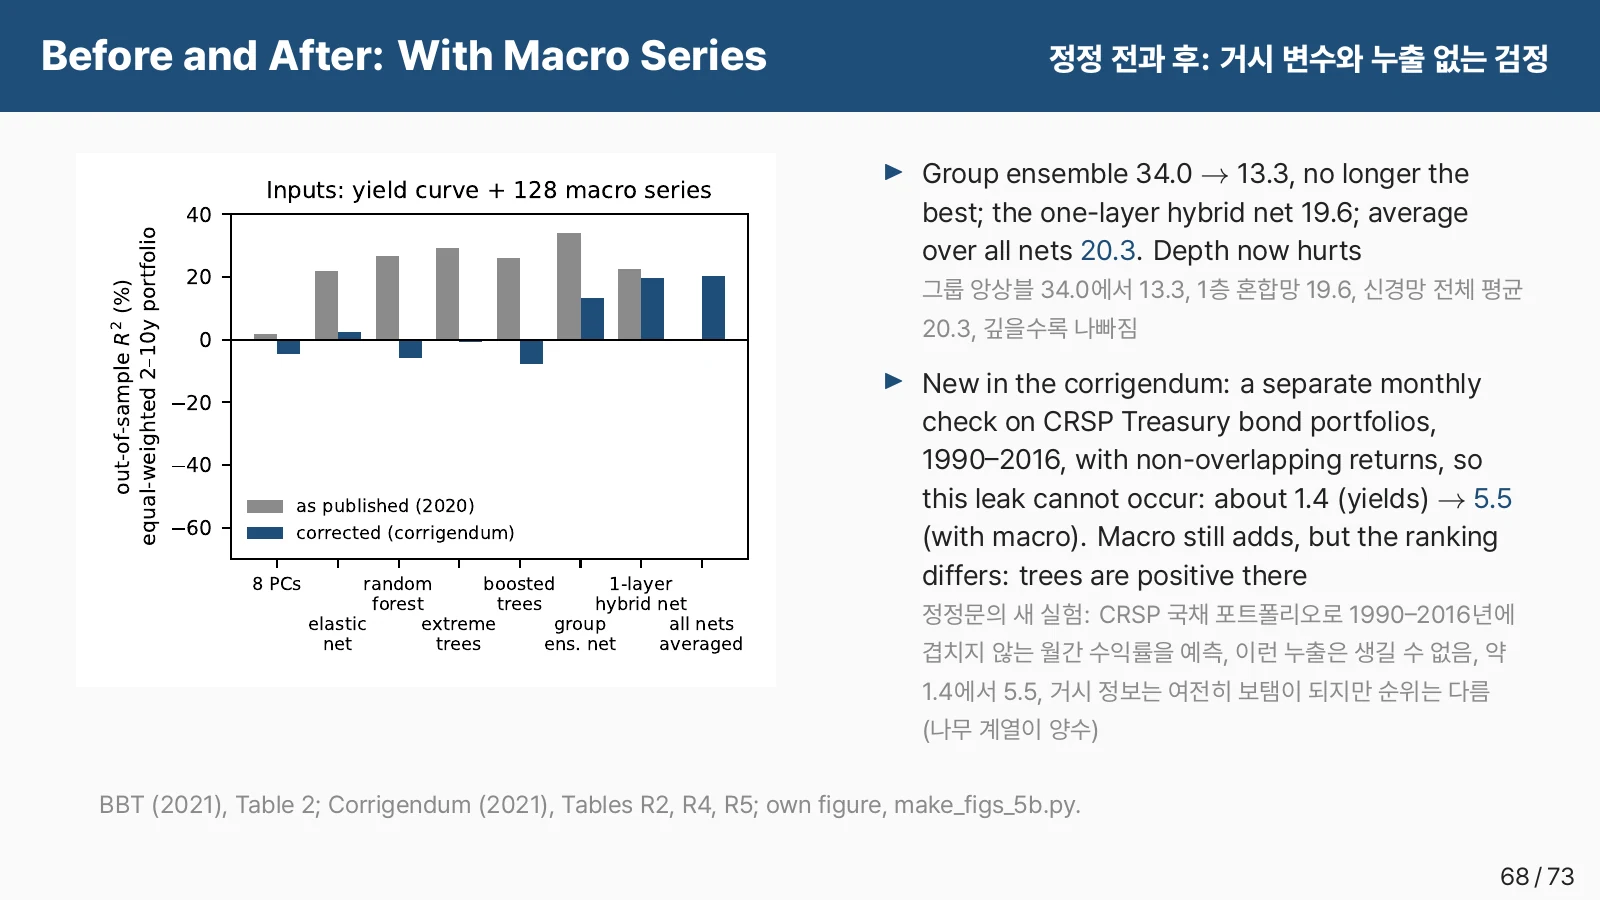 Before and After: With Macro Series
정정 전과 후: 거시 변수와 누출 없는 검정
Inputs: yield curve + 128 macro series
out-of-sample R² (%)
equal-weighted 2–10y portfolio
40
20
0
−20
−40
−60
as published (2020)
corrected (corrigendum)
8 PCs
elastic
net
random
forest
extreme
trees
boosted
trees
group
ens. net
1-layer
hybrid net
all nets
averaged
► Group ensemble 34.0 → 13.3, no longer the
best; the one-layer hybrid net 19.6; average
over all nets 20.3. Depth now hurts
그룹 앙상블 34.0에서 13.3, 1층 혼합망 19.6, 신경망 전체 평균
20.3, 깊을수록 나빠짐
► New in the corrigendum: a separate monthly
check on CRSP Treasury bond portfolios,
1990–2016, with non-overlapping returns, so
this leak cannot occur: about 1.4 (yields) → 5.5
(with macro). Macro still adds, but the ranking
differs: trees are positive there
정정문의 새 실험: CRSP 국채 포트폴리오로 1990–2016년에
겹치지 않는 월간 수익률을 예측, 이런 누출은 생길 수 없음, 약
1.4에서 5.5, 거시 정보는 여전히 보탬이 되지만 순위는 다름
(나무 계열이 양수)
BBT (2021), Table 2; Corrigendum (2021), Tables R2, R4, R5; own figure, make_figs_5b.py.
68 / 73